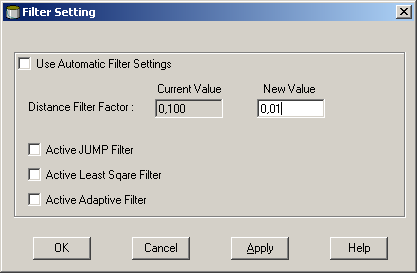 Filter Setting
Use Automatic Filter Settings
Current Value New Value
Distance Filter Factor : 0,100 0,01
Active JUMP Filter
Active Least Sqare Filter
Active Adaptive Filter
OK Cancel Apply Help